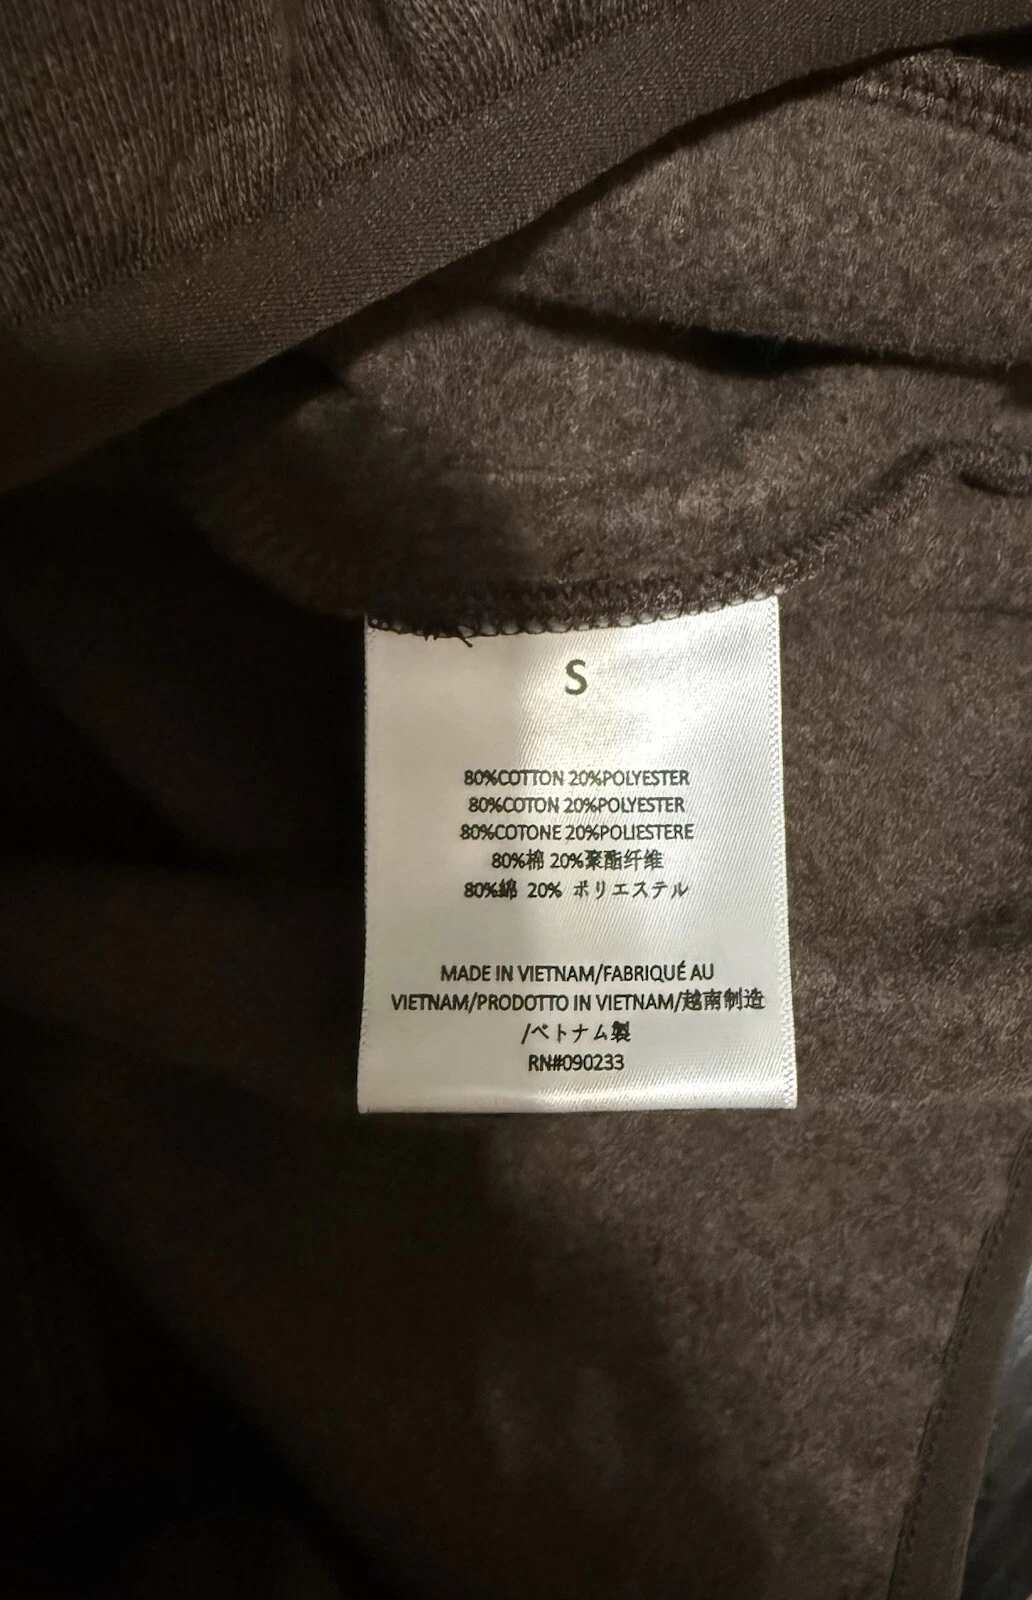 S
80%COTTON 20%POLYESTER
80%COTON 20%POLYESTER
80%COTONE 20%POLIESTERE
80%棉 20%聚酯纤维
80%綿 20% ポリエステル
MADE IN VIETNAM/FABRIQUÉ AU
VIETNAM/PRODOTTO IN VIETNAM/越南制造
/ベトナム製
RN#090233